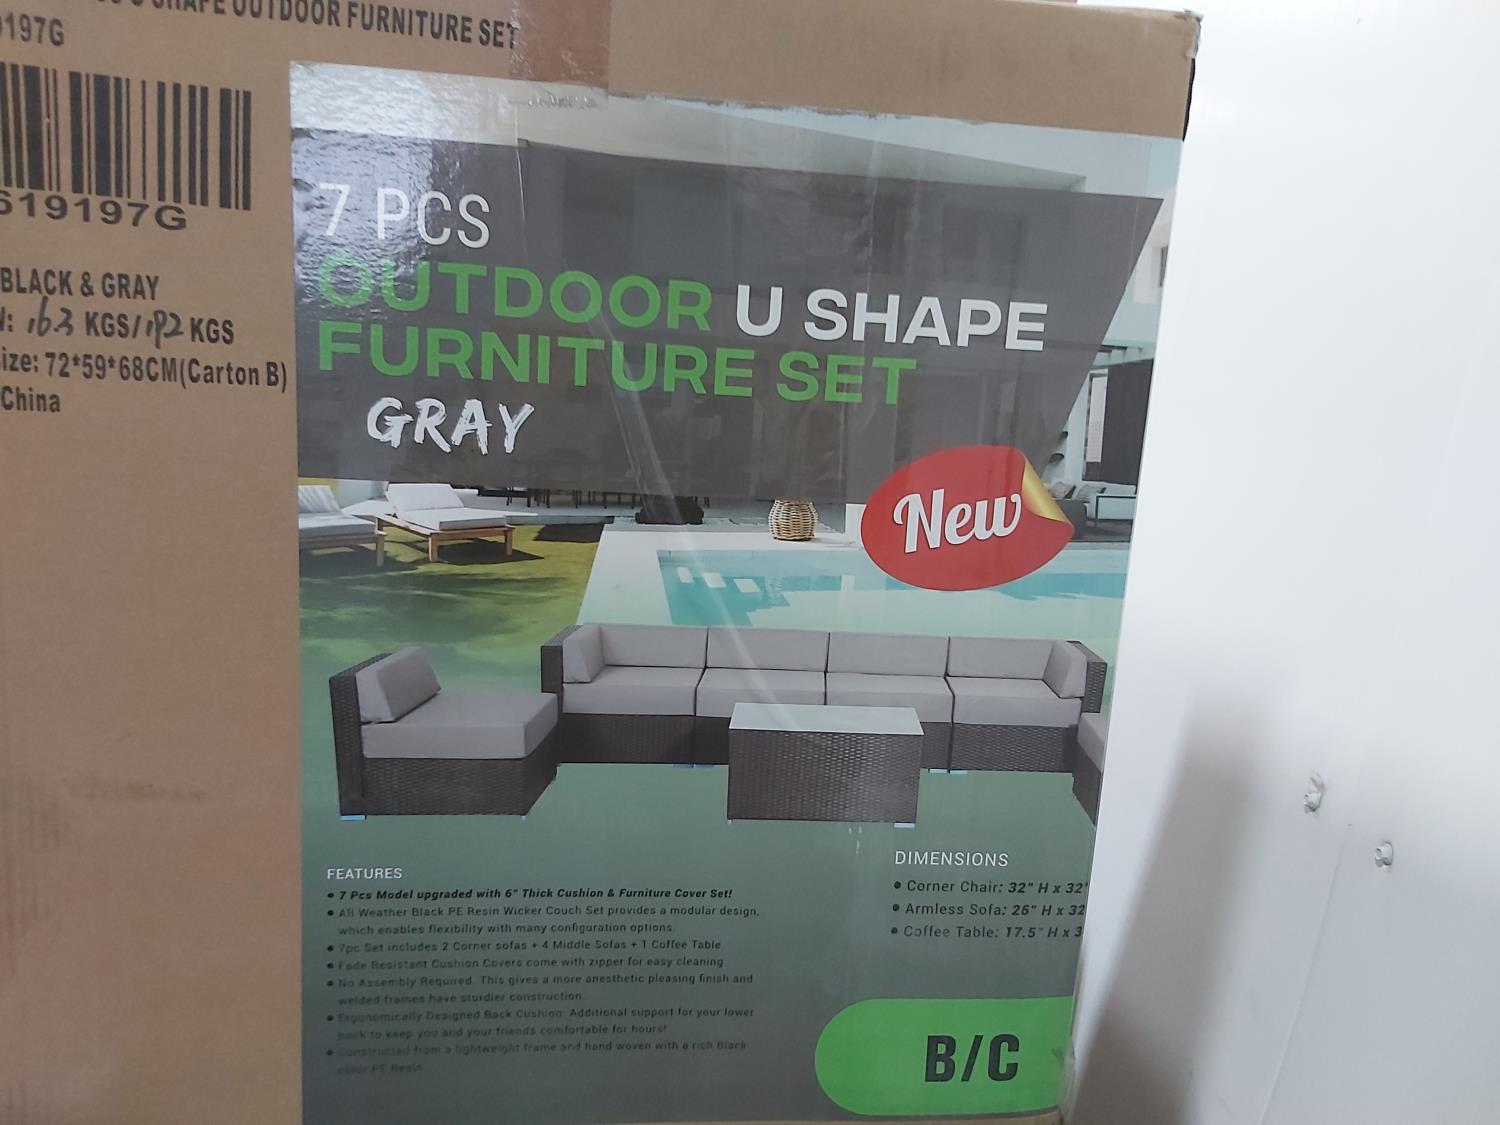 U SHAPE OUTDOOR FURNITURE SET
9197G
619197G
BLACK & GRAY
: 16.3 KGS/19.2 KGS
ize: 72*59*68CM(Carton B)
China
7 PCS
OUTDOOR U SHAPE
FURNITURE SET
GRAY
New
FEATURES
• 7 Pcs Model upgraded with 6" Thick Cushion & Furniture Cover Set!
• All Weather Black PE Resin Wicker Couch Set provides a modular design,
which enables flexibility with many configuration options.
• 7pc Set includes 2 Corner sofas + 4 Middle Sofas + 1 Coffee Table
• Fade Resistant Cushion Covers come with zipper for easy cleaning
• No Assembly Required. This gives a more anesthetic pleasing finish and
welded frames have sturdier construction.
• Ergonomically Designed Back Cushion: Additional support for your lower
back to keep you and your friends comfortable for hours!
• Constructed from a lightweight frame and hand woven with a rich Black
color PE Resin
DIMENSIONS
• Corner Chair: 32" H x 32"
• Armless Sofa: 25" H x 32
• Coffee Table: 17.5" H x 3
B/C